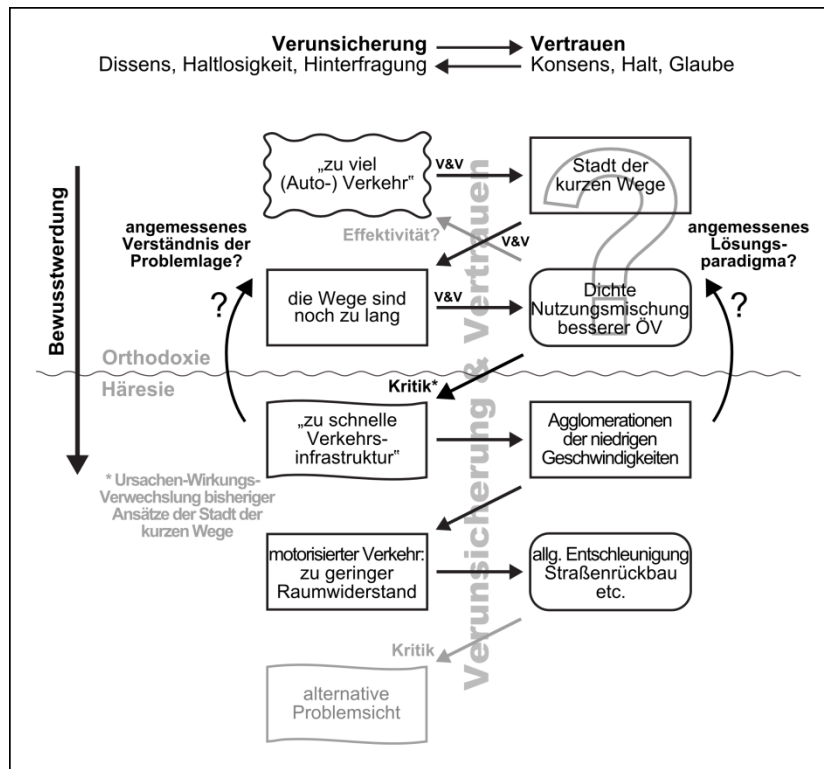 Verunsicherung
Vertrauen
Dissens, Haltlosigkeit, Hinterfragung
Konsens, Halt, Glaube
„zu viel
(Auto-) Verkehr“
V&V
Stadt der
kurzen Wege
?
angemessenes
Verständnis der
Problemlage?
Effektivität?
V&V
angemessenes
Lösungs-
paradigma?
?
die Wege sind
noch zu lang
V&V
Dichte
Nutzungsmischung
besserer ÖV
?
Bewusstwerdung
Verunsicherung & Vertrauen
Orthodoxie
Häresie
Kritik*
„zu schnelle
Verkehrs-
infrastruktur“
Agglomerationen
der niedrigen
Geschwindigkeiten
* Ursachen-Wirkungs-
Verwechslung bisheriger
Ansätze der Stadt der
kurzen Wege
motorisierter Verkehr:
zu geringer
Raumwiderstand
allg. Entschleunigung
Straßenrückbau
etc.
Kritik
alternative
Problemsicht